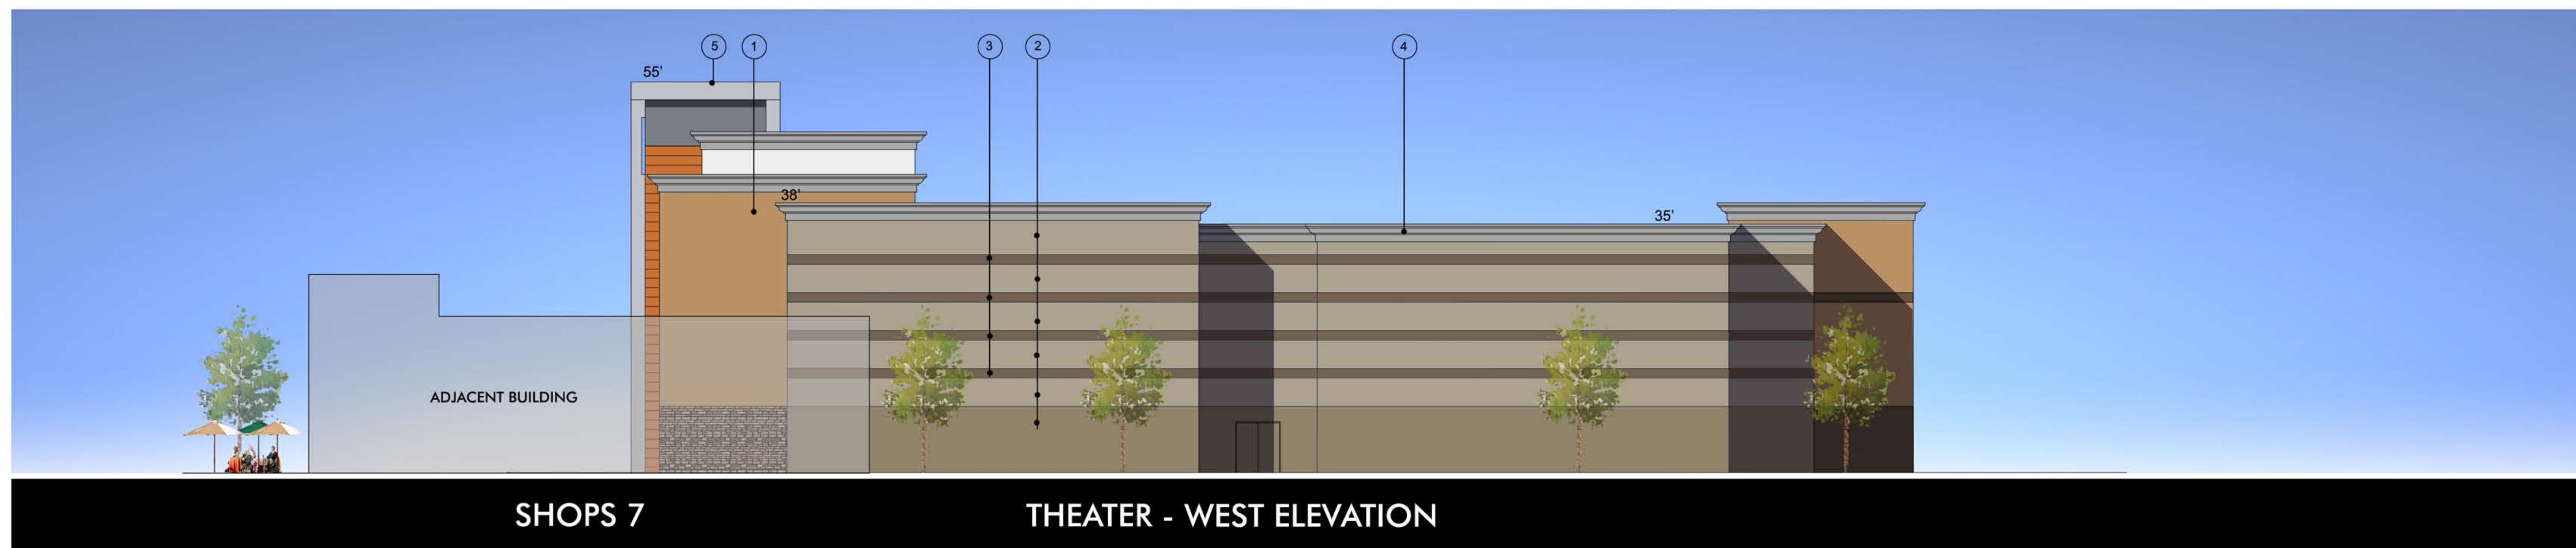 5 1 3 2 4
55'
38'
35'
ADJACENT BUILDING
SHOPS 7 THEATER - WEST ELEVATION